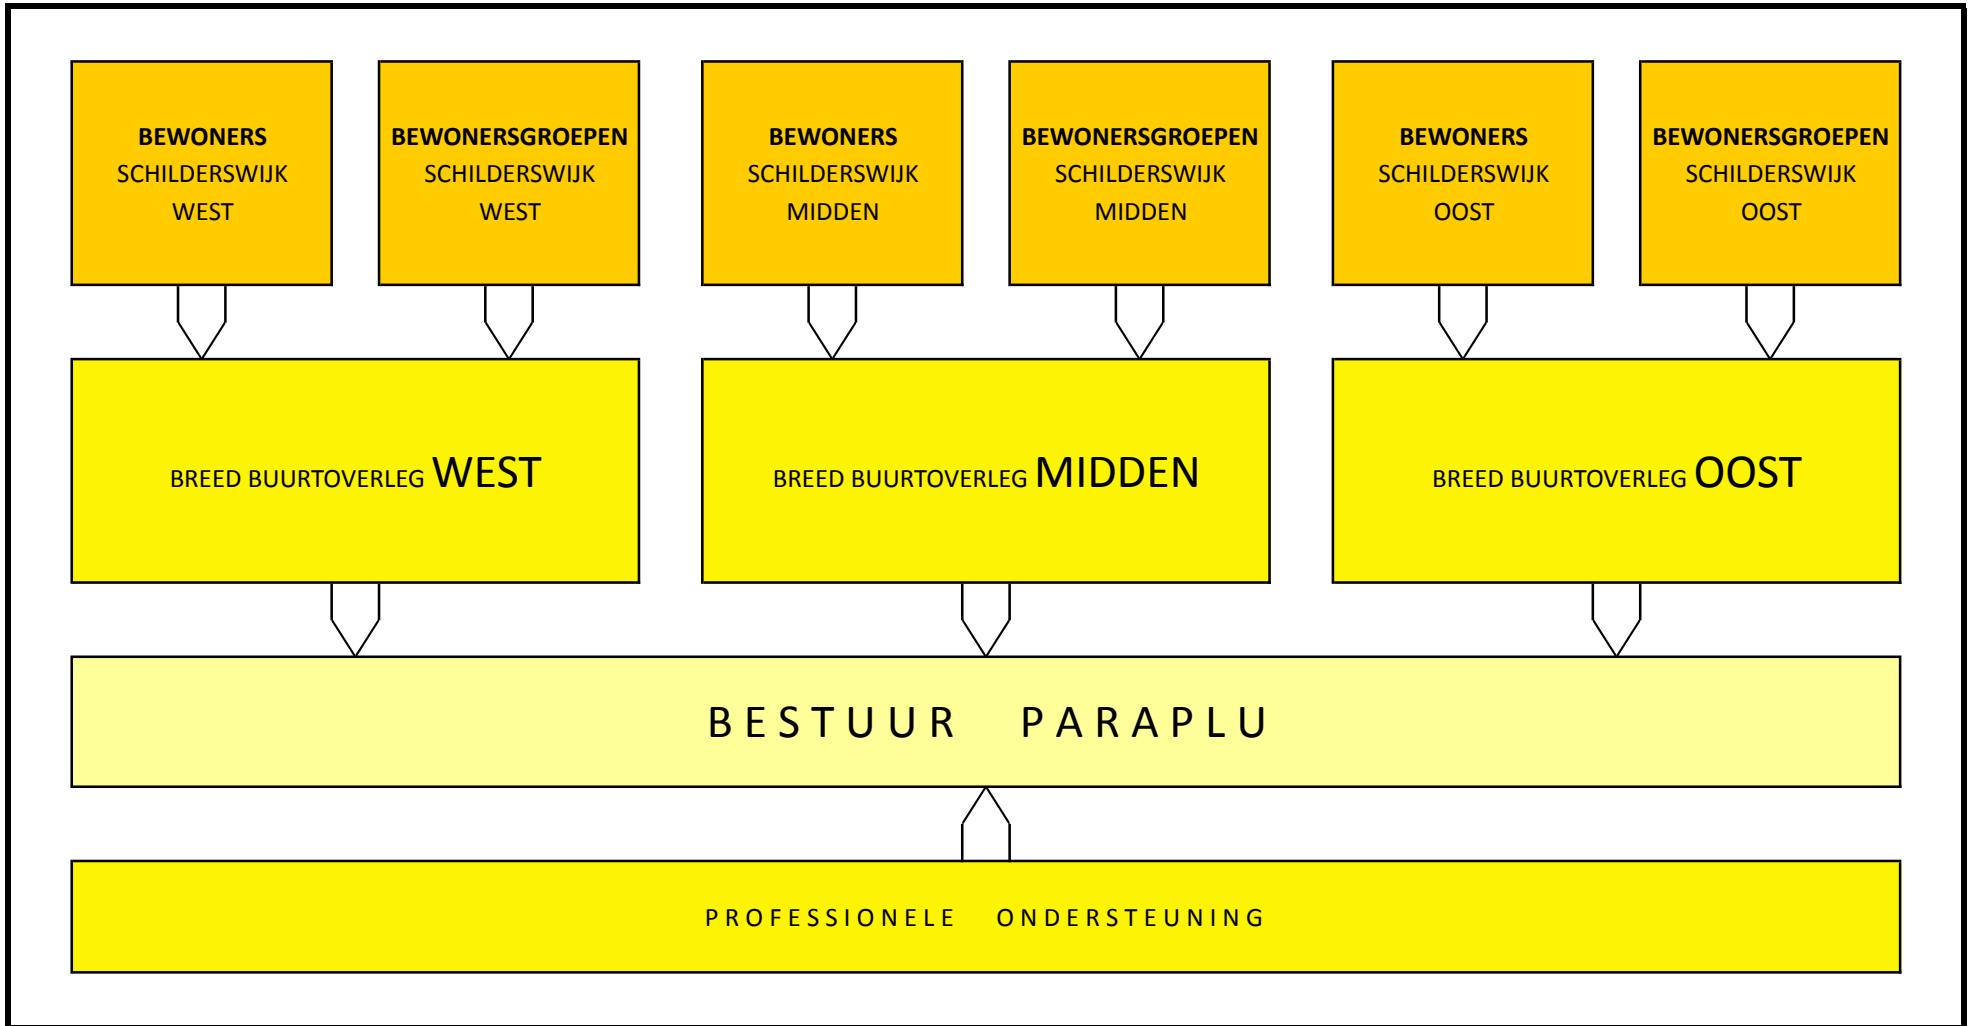 BEWONERS
SCHILDERSWIJK
WEST
BEWONERSGROEPEN
SCHILDERSWIJK
WEST
BEWONERS
SCHILDERSWIJK
MIDDEN
BEWONERSGROEPEN
SCHILDERSWIJK
MIDDEN
BEWONERS
SCHILDERSWIJK
OOST
BEWONERSGROEPEN
SCHILDERSWIJK
OOST
BREED BUURTOVERLEG WEST
BREED BUURTOVERLEG MIDDEN
BREED BUURTOVERLEG OOST
BESTUUR PARAPLU
PROFESSIONELE ONDERSTEUNING